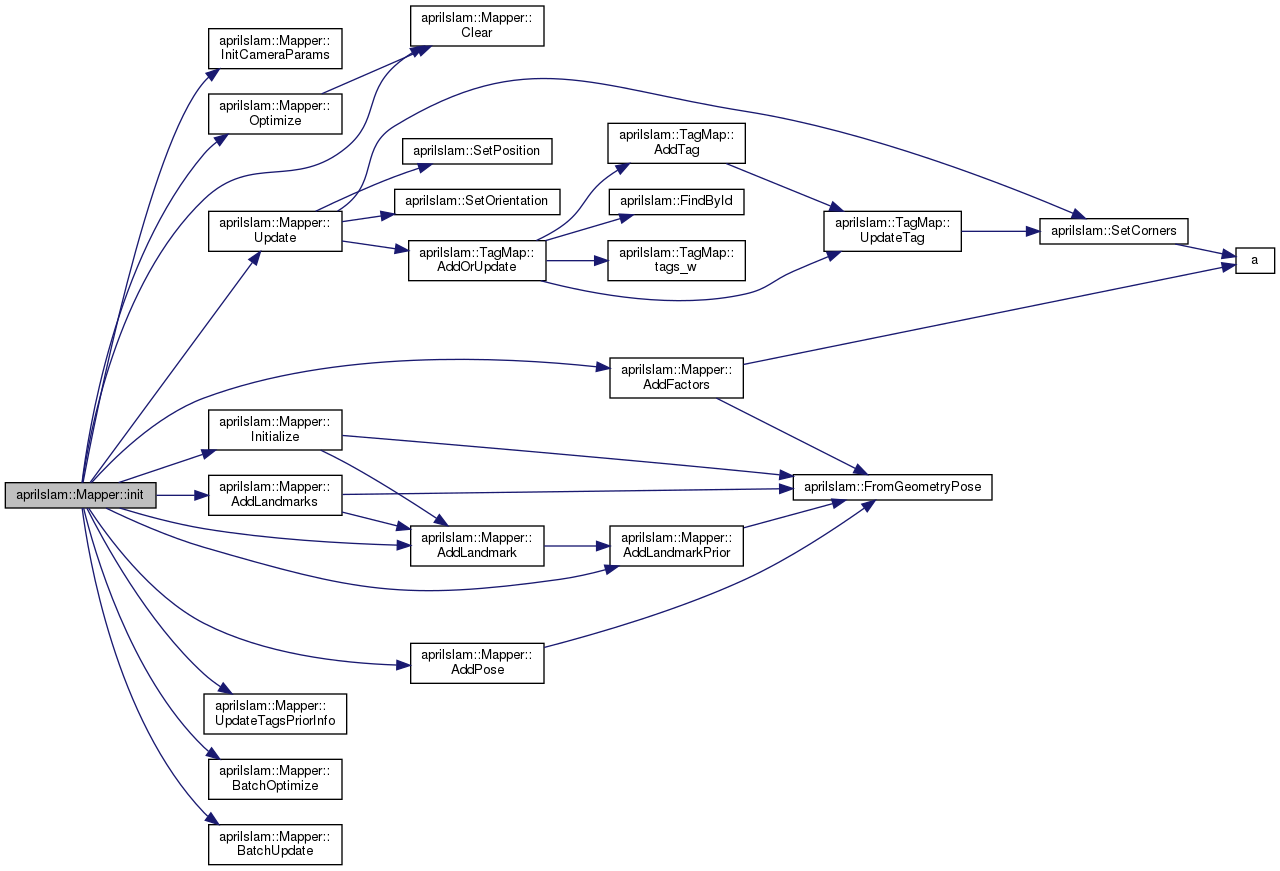 aprilslam::Mapper::
Clear
aprilslam::Mapper::
InitCameraParams
aprilslam::Mapper::
Optimize
aprilslam::SetPosition
aprilslam::TagMap::
AddTag
aprilslam::SetOrientation
aprilslam::FindById
aprilslam::Mapper::
Update
aprilslam::TagMap::
UpdateTag
aprilslam::SetCorners
aprilslam::TagMap::
AddOrUpdate
aprilslam::TagMap::
tags_w
a
aprilslam::Mapper::
AddFactors
aprilslam::Mapper::
Initialize
aprilslam::Mapper::init
aprilslam::Mapper::
AddLandmarks
aprilslam::FromGeometryPose
aprilslam::Mapper::
AddLandmark
aprilslam::Mapper::
AddLandmarkPrior
aprilslam::Mapper::
AddPose
aprilslam::Mapper::
UpdateTagsPriorInfo
aprilslam::Mapper::
BatchOptimize
aprilslam::Mapper::
BatchUpdate